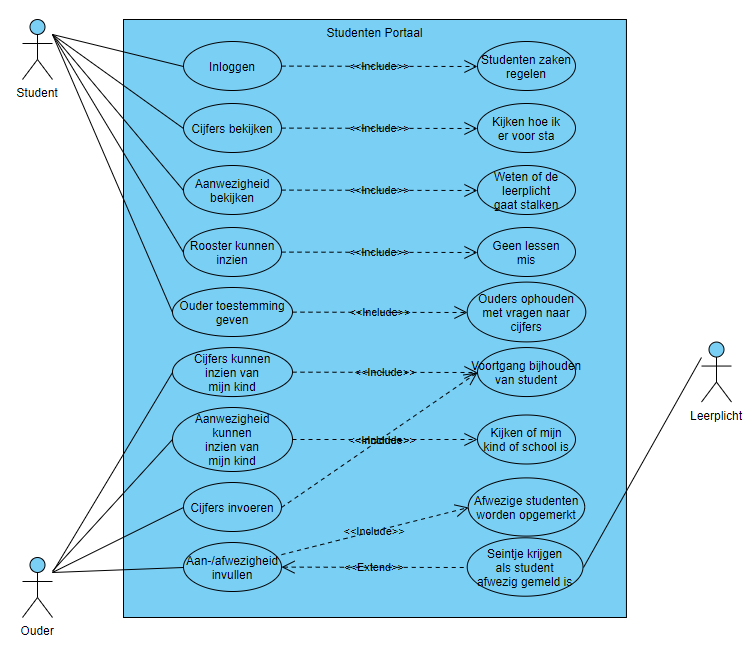 Studenten Portaal
Student
Inloggen
<<Include>>
Studenten zaken
regelen
Cijfers bekijken
<<Include>>
Kijken hoe ik
er voor sta
Aanwezigheid
bekijken
<<Include>>
Weten of de
leerplicht
gaat stalken
Rooster kunnen
inzien
<<Include>>
Geen lessen
mis
Ouder toestemming
geven
<<Include>>
Ouders ophouden
met vragen naar
cijfers
Cijfers kunnen
inzien van
mijn kind
<<Include>>
Voortgang bijhouden
van student
Leerplicht
Aanwezigheid
kunnen
inzien van
mijn kind
<<Include>>
Kijken of mijn
kind of school is
Cijfers invoeren
Afwezige studenten
worden opgemerkt
<<Include>>
Aan-/afwezigheid
invullen
<<Extend>>
Seintje krijgen
als student
afwezig gemeld is
Ouder